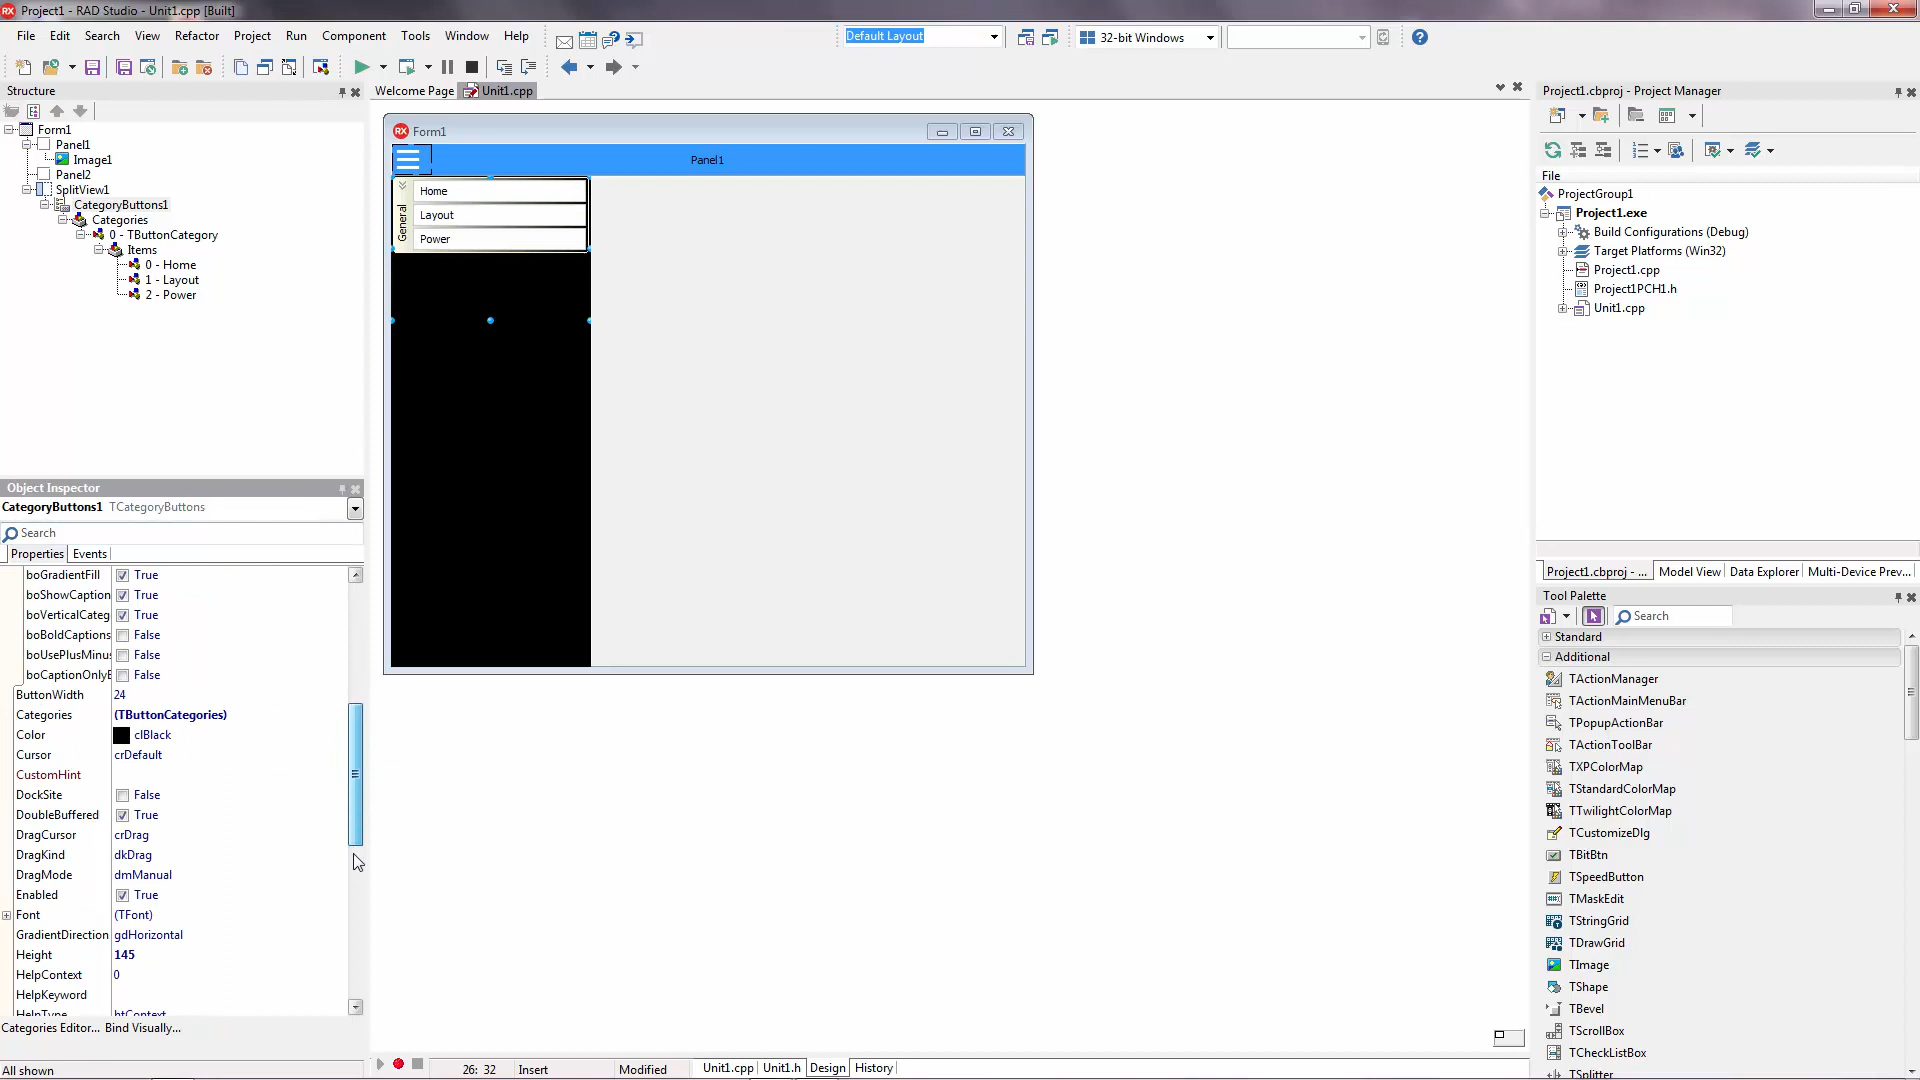 Project1 - RAD Studio - Unit1.cpp [Built]
File Edit Search View Refactor Project Run Component Tools Window Help
Default Layout
32-bit Windows
Structure
Form1
Panel1
Image1
Panel2
SplitView1
CategoryButtons1
Categories
0 - TButtonCategory
Items
0 - Home
1 - Layout
2 - Power
Object Inspector
CategoryButtons1 TCategoryButtons
Search
Properties Events
boGradientFill True
boShowCaption True
boVerticalCateg True
boBoldCaptions False
boUsePlusMinus False
boCaptionOnlyE False
ButtonWidth 24
Categories (TButtonCategories)
Color clBlack
Cursor crDefault
CustomHint
DockSite False
DoubleBuffered True
DragCursor crDrag
DragKind dkDrag
DragMode dmManual
Enabled True
Font (TFont)
GradientDirection gdHorizontal
Height 145
HelpContext 0
HelpKeyword
HelpType htContext
Categories Editor... Bind Visually...
All shown
Welcome Page Unit1.cpp
Form1
Panel1
General
Home
Layout
Power
26: 32 Insert Modified Unit1.cpp Unit1.h Design History
Project1.cbproj - Project Manager
File
ProjectGroup1
Project1.exe
Build Configurations (Debug)
Target Platforms (Win32)
Project1.cpp
Project1PCH1.h
Unit1.cpp
Project1.cbproj - ... Model View Data Explorer Multi-Device Prev...
Tool Palette
Search
Standard
Additional
TActionManager
TActionMainMenuBar
TPopupActionBar
TActionToolBar
TXPColorMap
TStandardColorMap
TTwilightColorMap
TCustomizeDlg
TBitBtn
TSpeedButton
TMaskEdit
TStringGrid
TDrawGrid
TImage
TShape
TBevel
TScrollBox
TCheckListBox
TSplitter